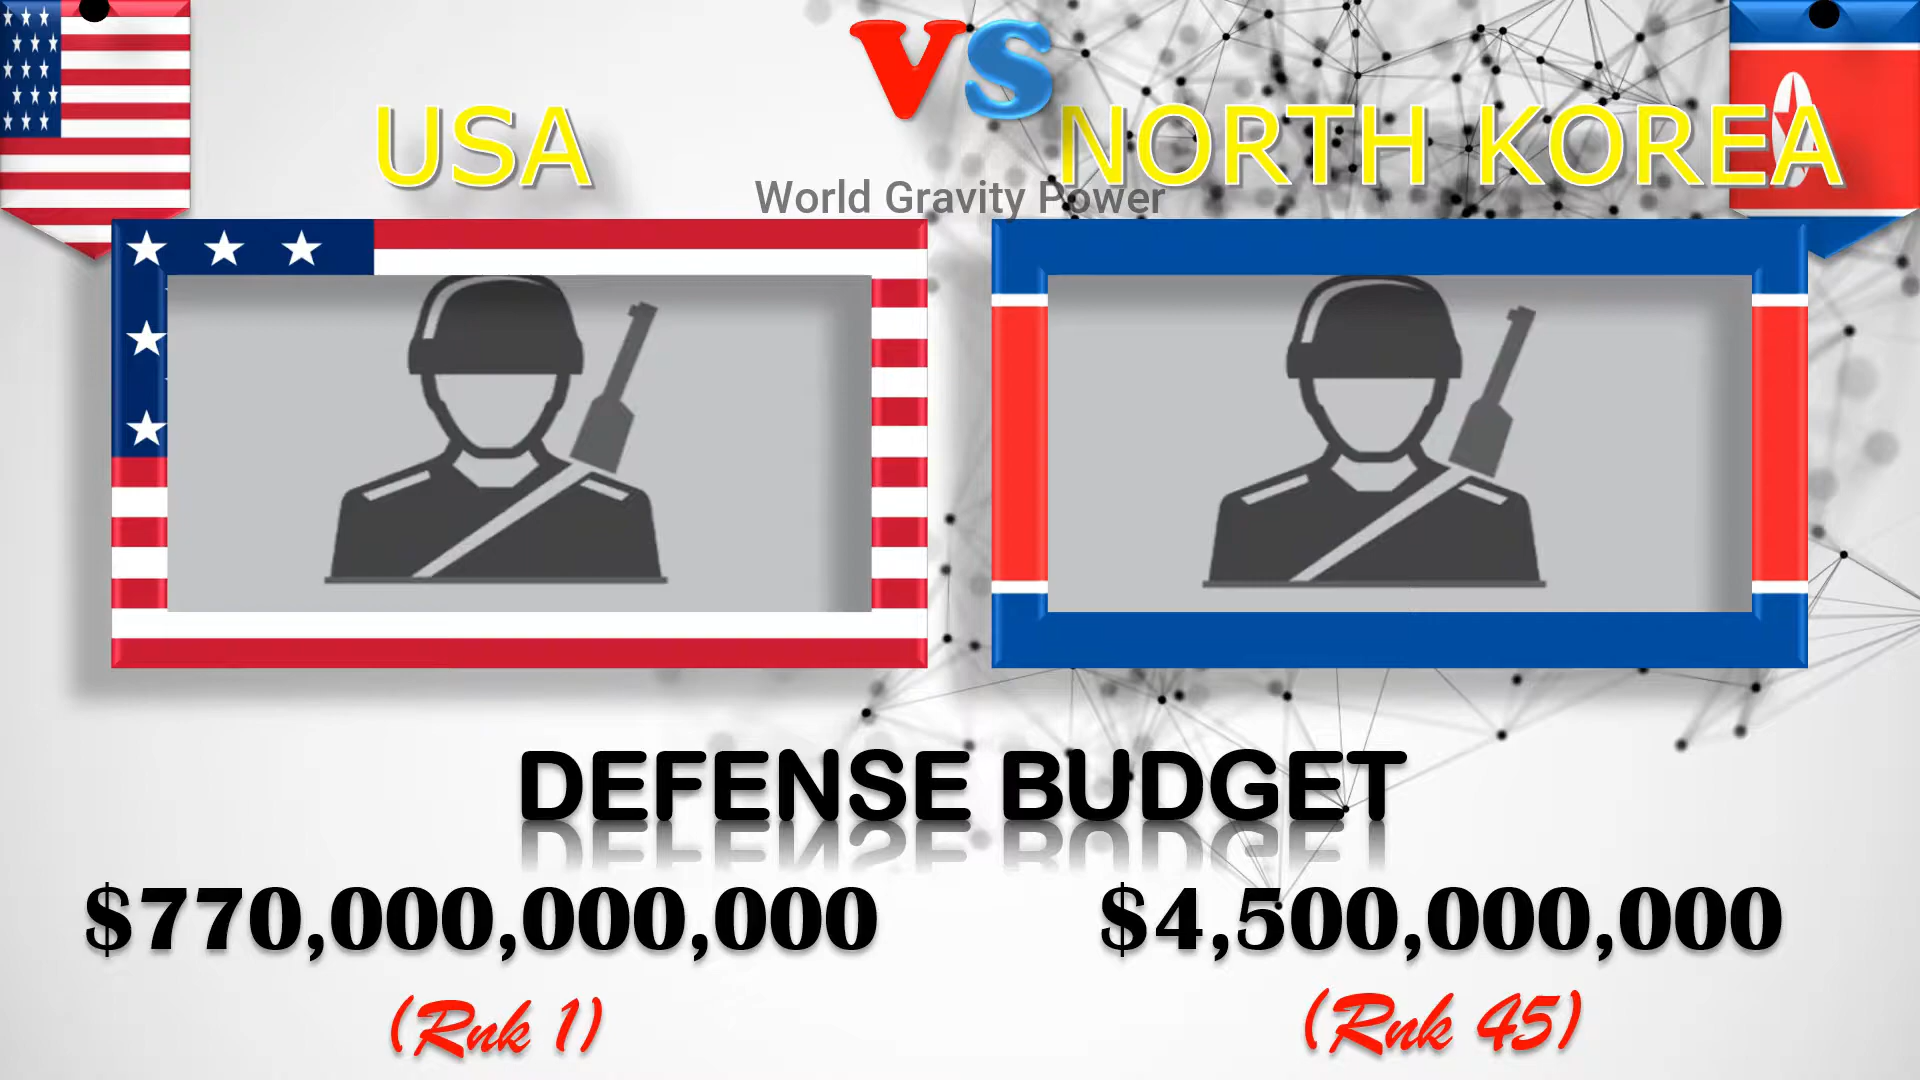 VS
USA
NORTH KOREA
World Gravity Power
DEFENSE BUDGET
$770,000,000,000
$4,500,000,000
(Rnk 1)
(Rnk 45)